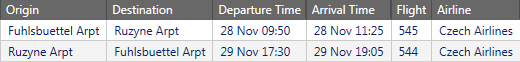 Origin Destination Departure Time Arrival Time Flight Airline
Fuhlsbuettel Arpt Ruzyne Arpt 28 Nov 09:50 28 Nov 11:25 545 Czech Airlines
Ruzyne Arpt Fuhlsbuettel Arpt 29 Nov 17:30 29 Nov 19:05 544 Czech Airlines